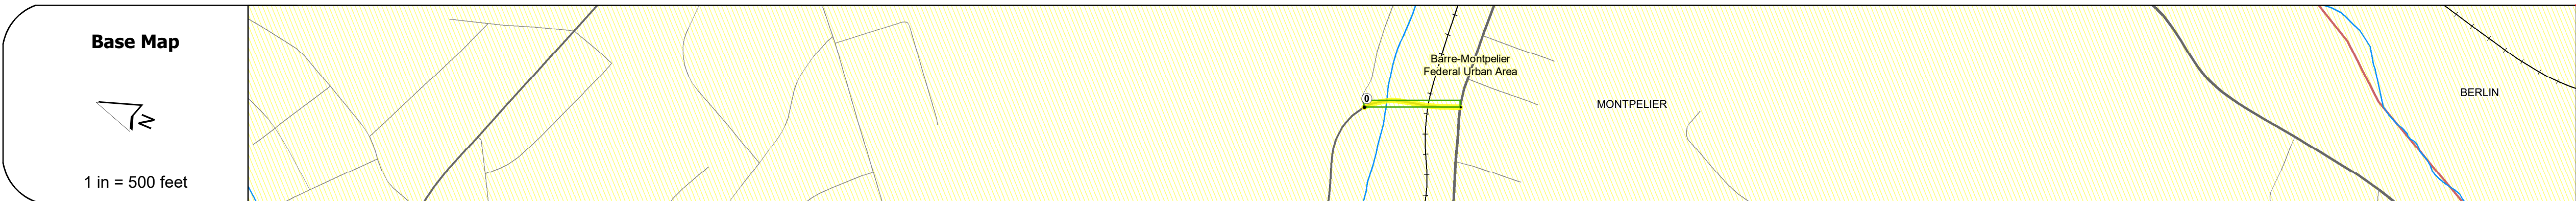 Base Map
N
1 in = 500 feet
Barre-Montpelier
Federal Urban Area
0
MONTPELIER
BERLIN